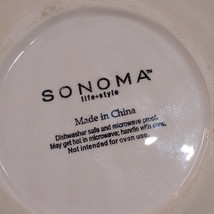 SONOMA™
life+style
Made in China
Dishwasher safe and microwave proof.
May get hot in microwave; handle with care.
Not intended for oven use.